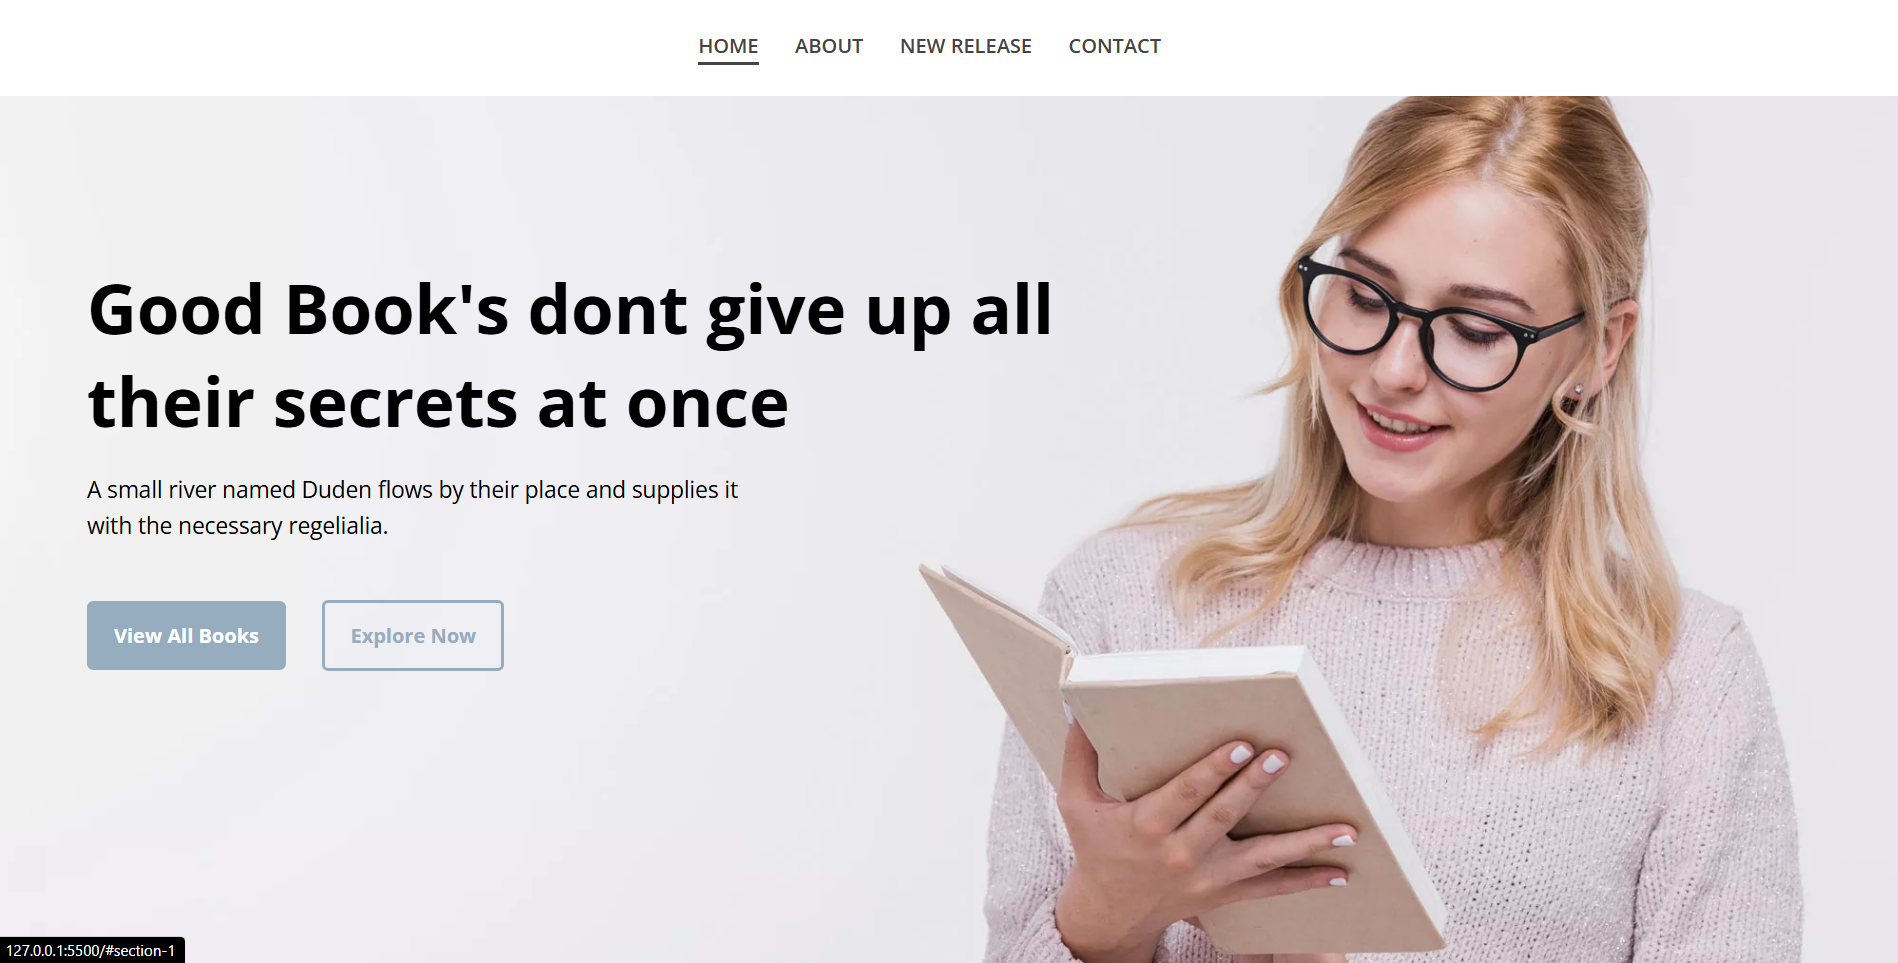 HOME ABOUT NEW RELEASE CONTACT
Good Book's dont give up all
their secrets at once
A small river named Duden flows by their place and supplies it
with the necessary regelialia.
View All Books Explore Now
127.0.0.1:5500/#section-1